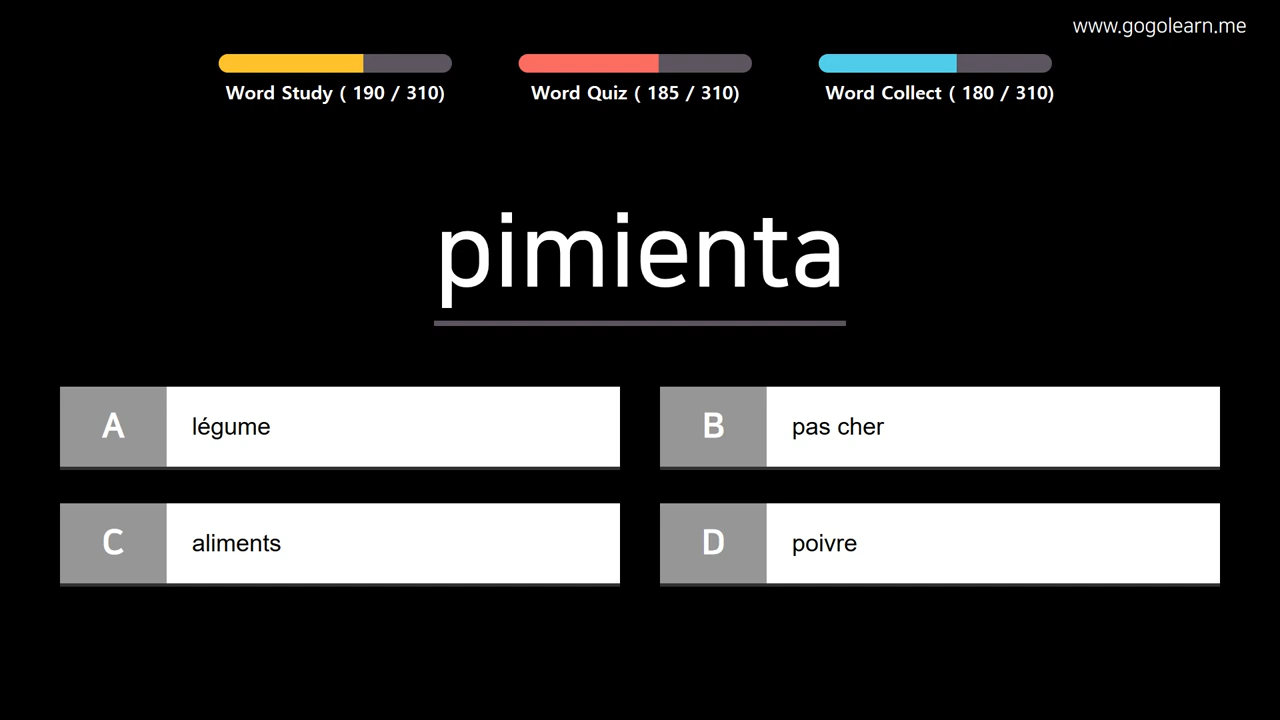 www.gogolearn.me
Word Study ( 190 / 310)
Word Quiz ( 185 / 310)
Word Collect ( 180 / 310)
pimienta
A légume
B pas cher
C aliments
D poivre